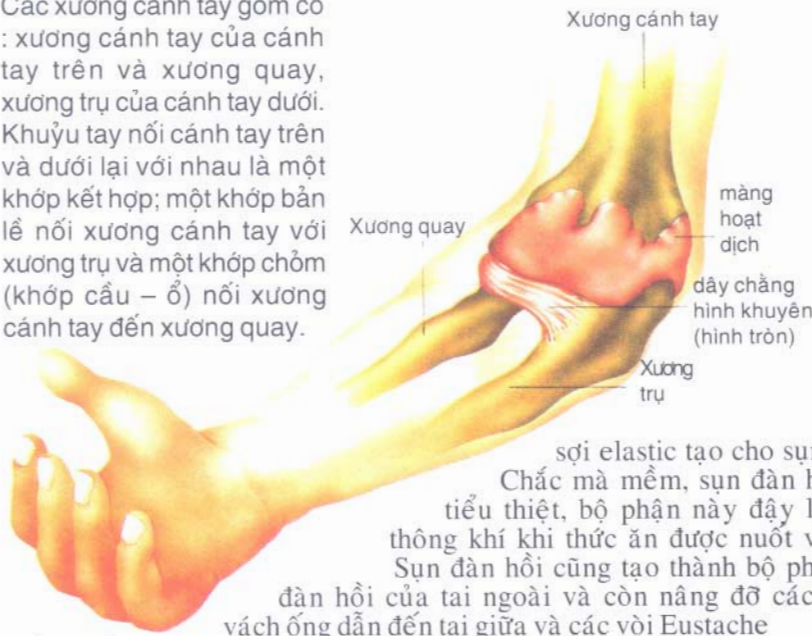 Các xương cánh tay gồm có
: xương cánh tay của cánh
tay trên và xương quay,
xương trụ của cánh tay dưới.
Khuỷu tay nối cánh tay trên
và dưới lại với nhau là một
khớp kết hợp; một khớp bản
lề nối xương cánh tay với
xương trụ và một khớp chỏm
(khớp cầu – ổ) nối xương
cánh tay đến xương quay.
Xương cánh tay
Xương quay
màng
hoạt
dịch
dây chằng
hình khuyên
(hình tròn)
Xương
trụ
sợi elastic tạo cho
Chắc mà mềm, sụn đàn
tiểu thiệt, bộ phận này đậy
thông khí khi thức ăn được nuốt
Sụn đàn hồi cũng tạo thành bộ
đàn hồi của tai ngoài và còn nâng đỡ các
vách ống dẫn đến tai giữa và các vòi Eustache